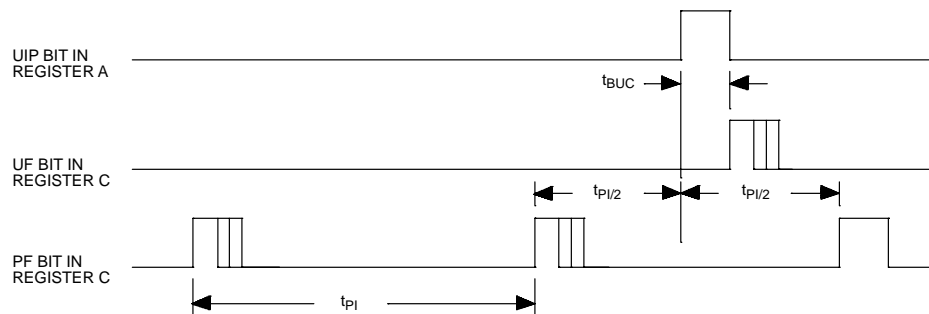 UIP BIT IN
REGISTER A
tBUC
UF BIT IN
REGISTER C
tPI/2
tPI/2
PF BIT IN
REGISTER C
tPI